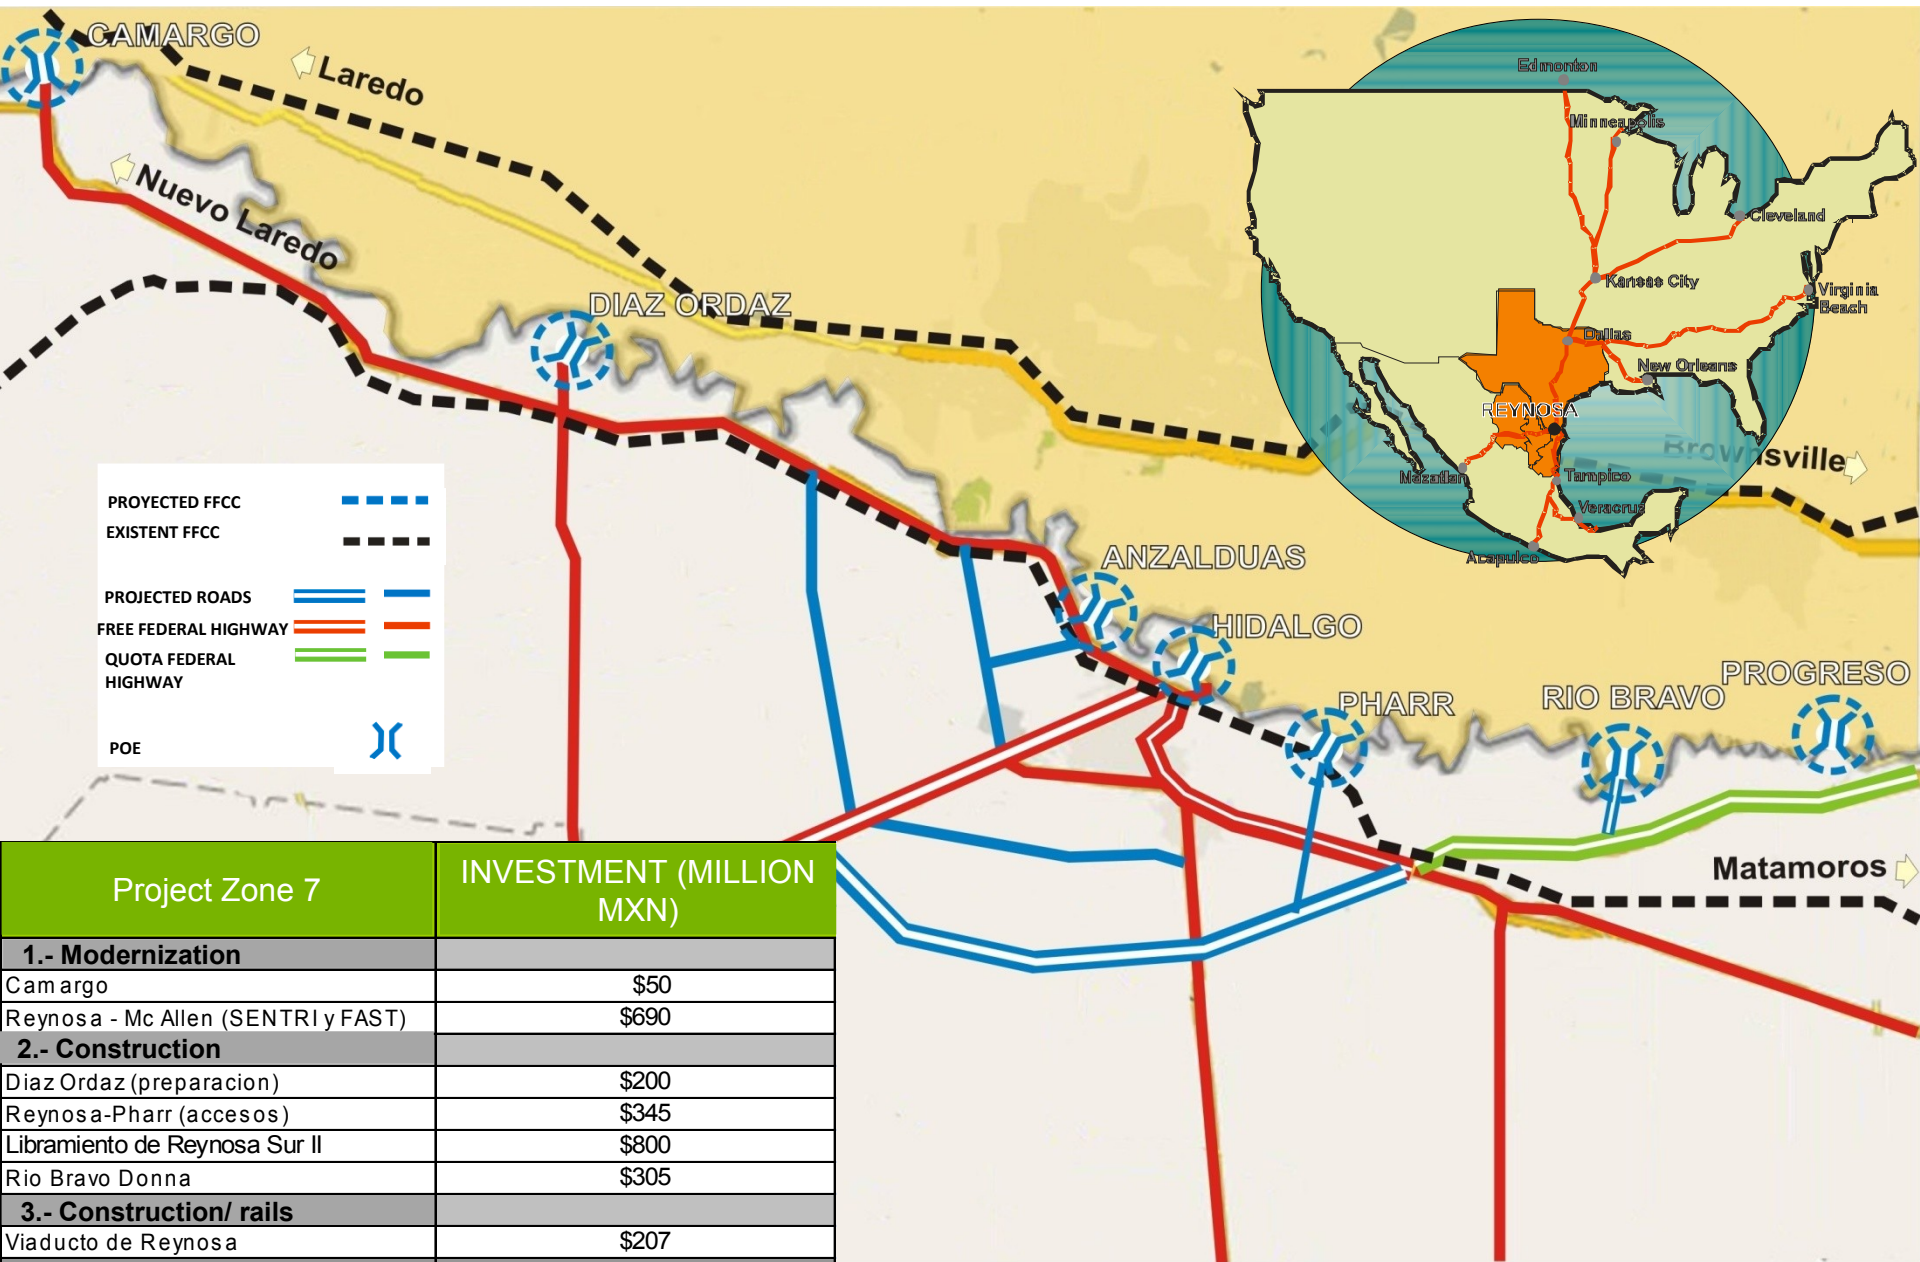 CAMARGO
Laredo
Nuevo Laredo
DIAZ ORDAZ
ANZALDUAS
HIDALGO
PHARR
RIO BRAVO
PROGRESO
Brownsville
Matamoros
Edmonton
Minneapolis
Cleveland
Kansas City
Virginia
Beach
Dallas
New Orleans
REYNOSA
Mazatlan
Tampico
Veracruz
Acapulco
PROYECTED FFCC
EXISTENT FFCC
PROJECTED ROADS
FREE FEDERAL HIGHWAY
QUOTA FEDERAL
HIGHWAY
POE
Project Zone 7
INVESTMENT (MILLION
MXN)
1.- Modernization
Camargo $50
Reynosa - Mc Allen (SENTRI y FAST) $690
2.- Construction
Diaz Ordaz (preparacion) $200
Reynosa-Pharr (accesos) $345
Libramiento de Reynosa Sur II $800
Rio Bravo Donna $305
3.- Construction/ rails
Viaducto de Reynosa $207